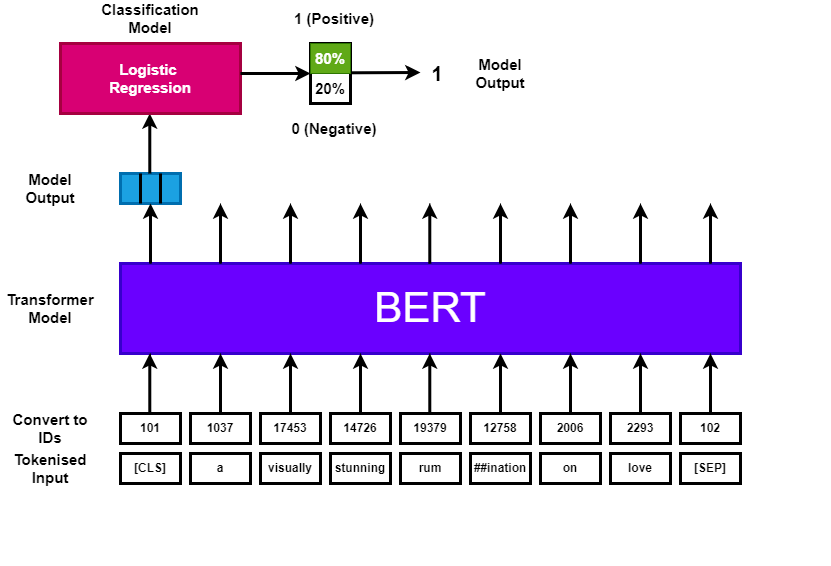 Classification
Model
1 (Positive)
Logistic
Regression
80%
20%
1
Model
Output
0 (Negative)
Model
Output
Transformer
Model
BERT
Convert to
IDs
101 1037 17453 14726 19379 12758 2006 2293 102
Tokenised
Input
[CLS] a visually stunning rum ##ination on love [SEP]